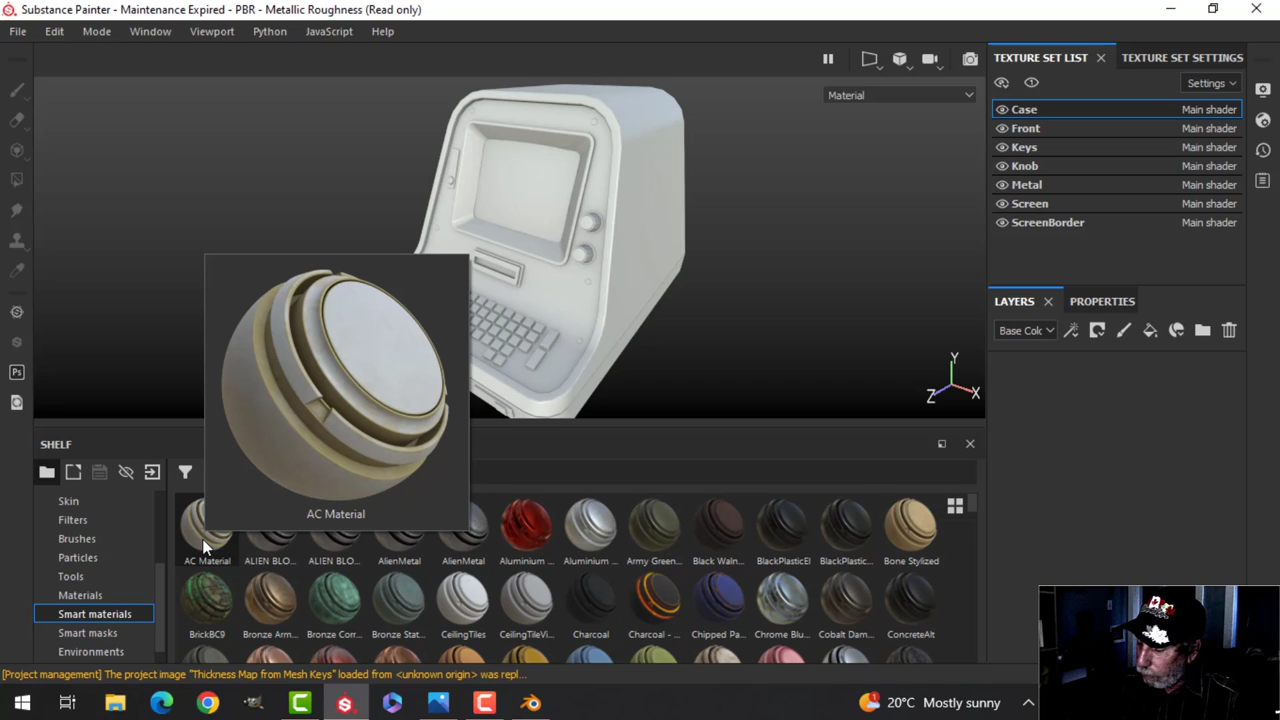 Substance Painter - Maintenance Expired - PBR - Metallic Roughness (Read only)
File Edit Mode Window Viewport Python JavaScript Help
TEXTURE SET LIST TEXTURE SET SETTINGS
Settings
Material
Case Main shader
Front Main shader
Keys Main shader
Knob Main shader
Metal Main shader
Screen Main shader
ScreenBorder Main shader
LAYERS PROPERTIES
Base Col
Ps
Y
Z X
SHELF
AC Material
Skin
Filters
Brushes
Particles
Tools
Materials
Smart materials
Smart masks
Environments
AC Material ALIEN BLO... ALIEN BLO... AlienMetal AlienMetal Aluminium ... Aluminium ... Army Green... Black Waln... BlackPlasticEl BlackPlastic... Bone Stylized
BrickBC9 Bronze Arm... Bronze Corr... Bronze Stat... CeilingTiles CeilingTileVi... Charcoal Charcoal - ... Chipped Pa... Chrome Blu... Cobalt Dam... ConcreteAlt
[Project management] The project image "Thickness Map from Mesh Keys" loaded from <unknown origin> was repl...
1 20°C Mostly sunny